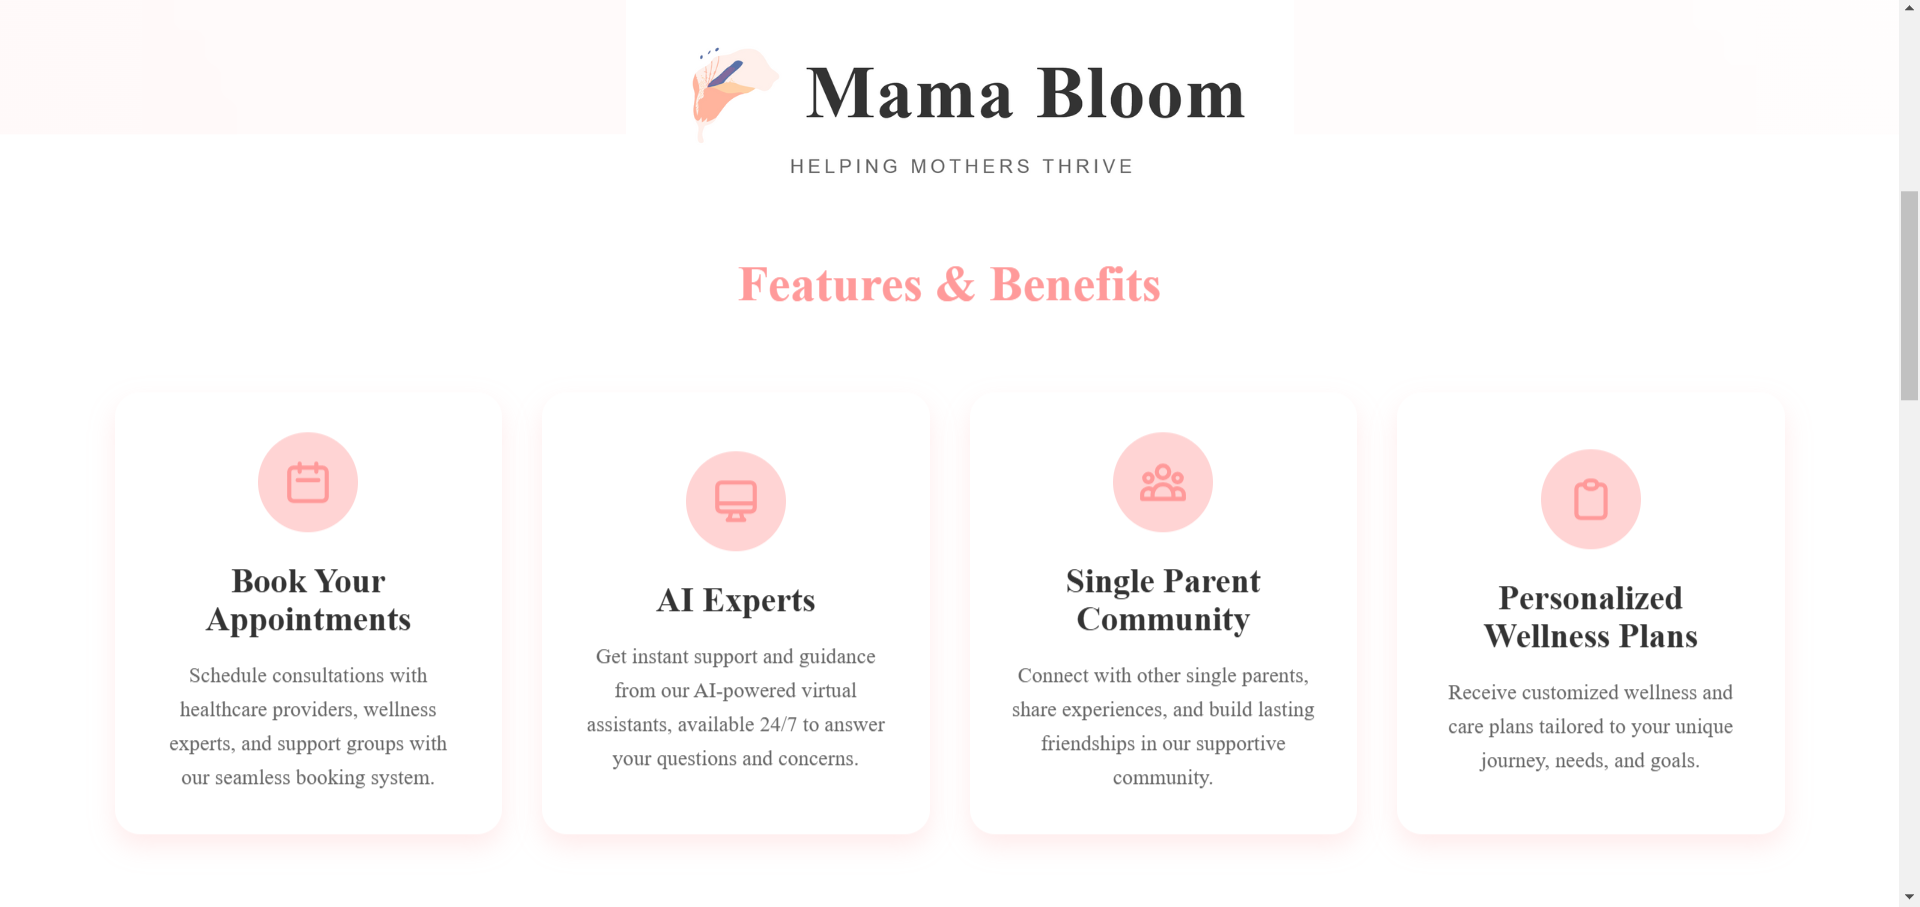 Mama Bloom
HELPING MOTHERS THRIVE
Features & Benefits
Book Your
Appointments
Schedule consultations with
healthcare providers, wellness
experts, and support groups with
our seamless booking system.
AI Experts
Get instant support and guidance
from our AI-powered virtual
assistants, available 24/7 to answer
your questions and concerns.
Single Parent
Community
Connect with other single parents,
share experiences, and build lasting
friendships in our supportive
community.
Personalized
Wellness Plans
Receive customized wellness and
care plans tailored to your unique
journey, needs, and goals.